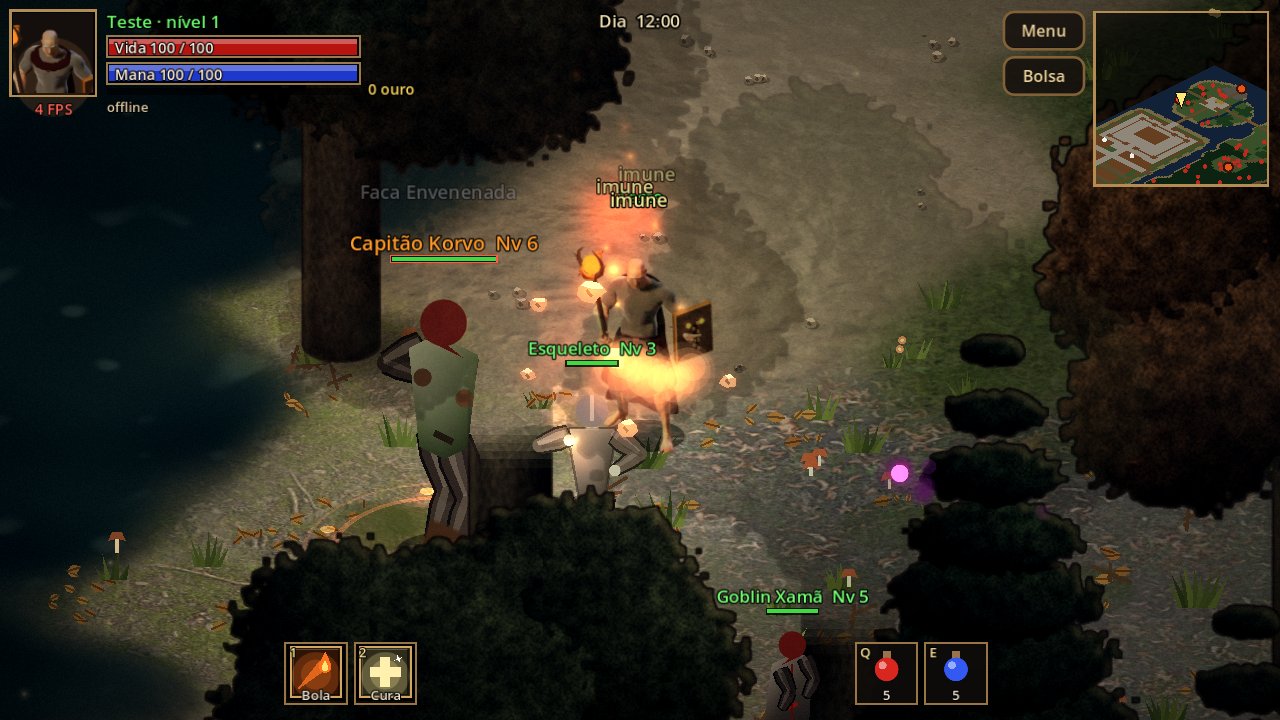 Teste · nível 1
Vida 100 / 100
Mana 100 / 100
4 FPS
offline
0 ouro
Dia 12:00
Menu
Bolsa
imune
imune
imune
Faca Envenenada
Capitão Korvo Nv 6
Esqueleto Nv 3
Goblin Xamã Nv 5
1
Bola
2
Cura
Q
5
E
5